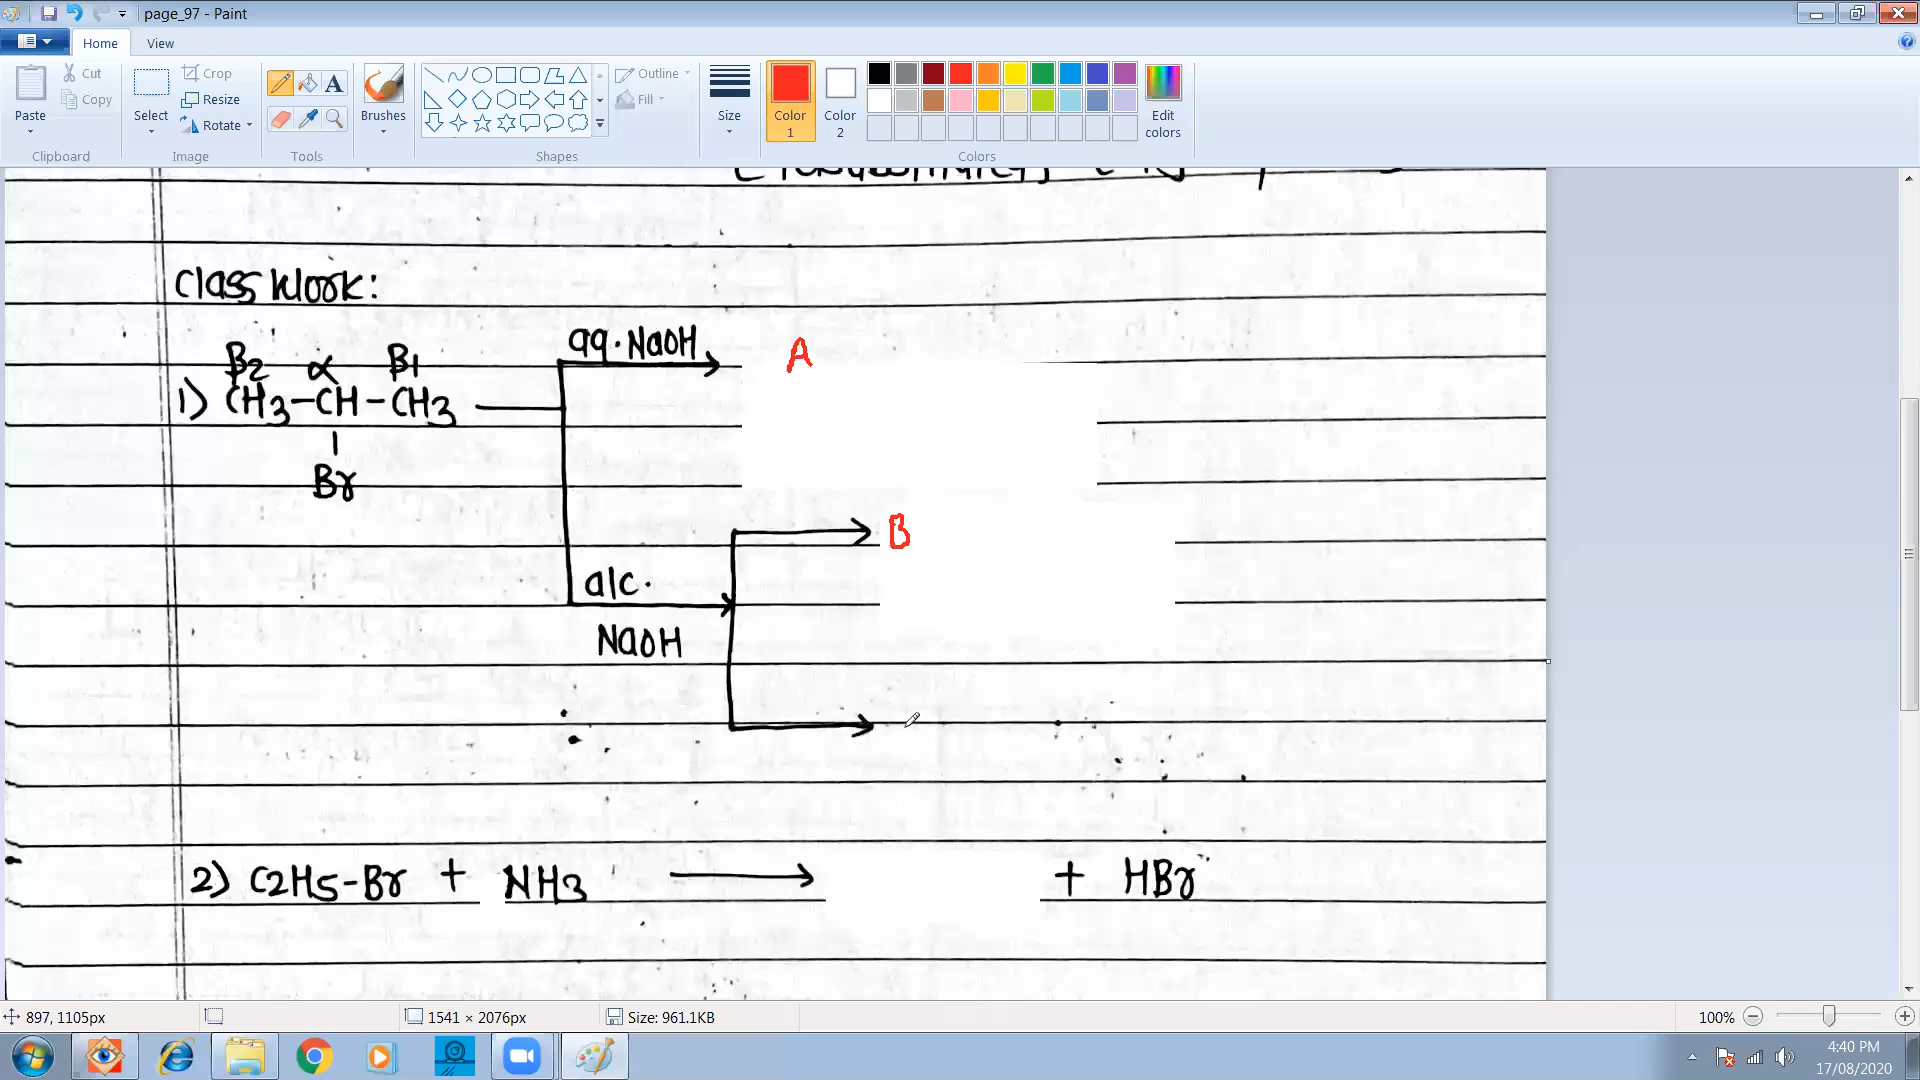 page_97 - Paint
Home View
Paste Cut Copy Clipboard
Select Crop Resize Rotate Image
Tools
Brushes
Outline Fill Shapes
Size
Color 1 Color 2 Edit colors Colors
Class Work:
aq. NaOH A
β2 α β1
1) CH3-CH-CH3
Br
B
alc.
NaOH
2) C2H5-Br + NH3 → + HBr
897, 1105px 1541 × 2076px Size: 961.1KB 100%
4:40 PM
17/08/2020